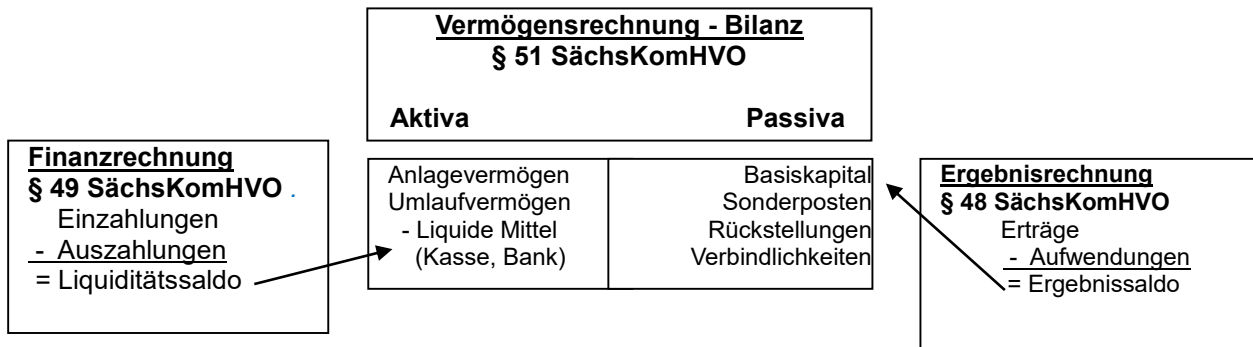 Vermögensrechnung - Bilanz
§ 51 SächsKomHVO
Aktiva Passiva
Finanzrechnung
§ 49 SächsKomHVO .
Einzahlungen
- Auszahlungen
= Liquiditätssaldo
Anlagevermögen
Umlaufvermögen
- Liquide Mittel
(Kasse, Bank)
Basiskapital
Sonderposten
Rückstellungen
Verbindlichkeiten
Ergebnisrechnung
§ 48 SächsKomHVO
Erträge
- Aufwendungen
= Ergebnissaldo